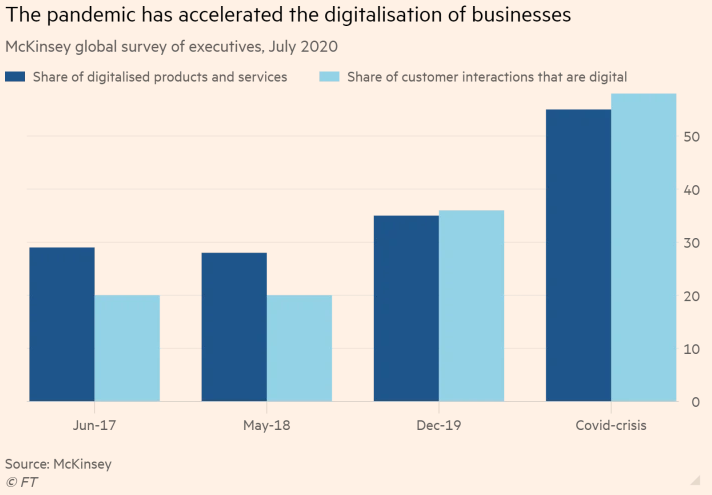 The pandemic has accelerated the digitalisation of businesses
McKinsey global survey of executives, July 2020
Share of digitalised products and services Share of customer interactions that are digital
50
40
30
20
10
0
Jun-17 May-18 Dec-19 Covid-crisis
Source: McKinsey
© FT